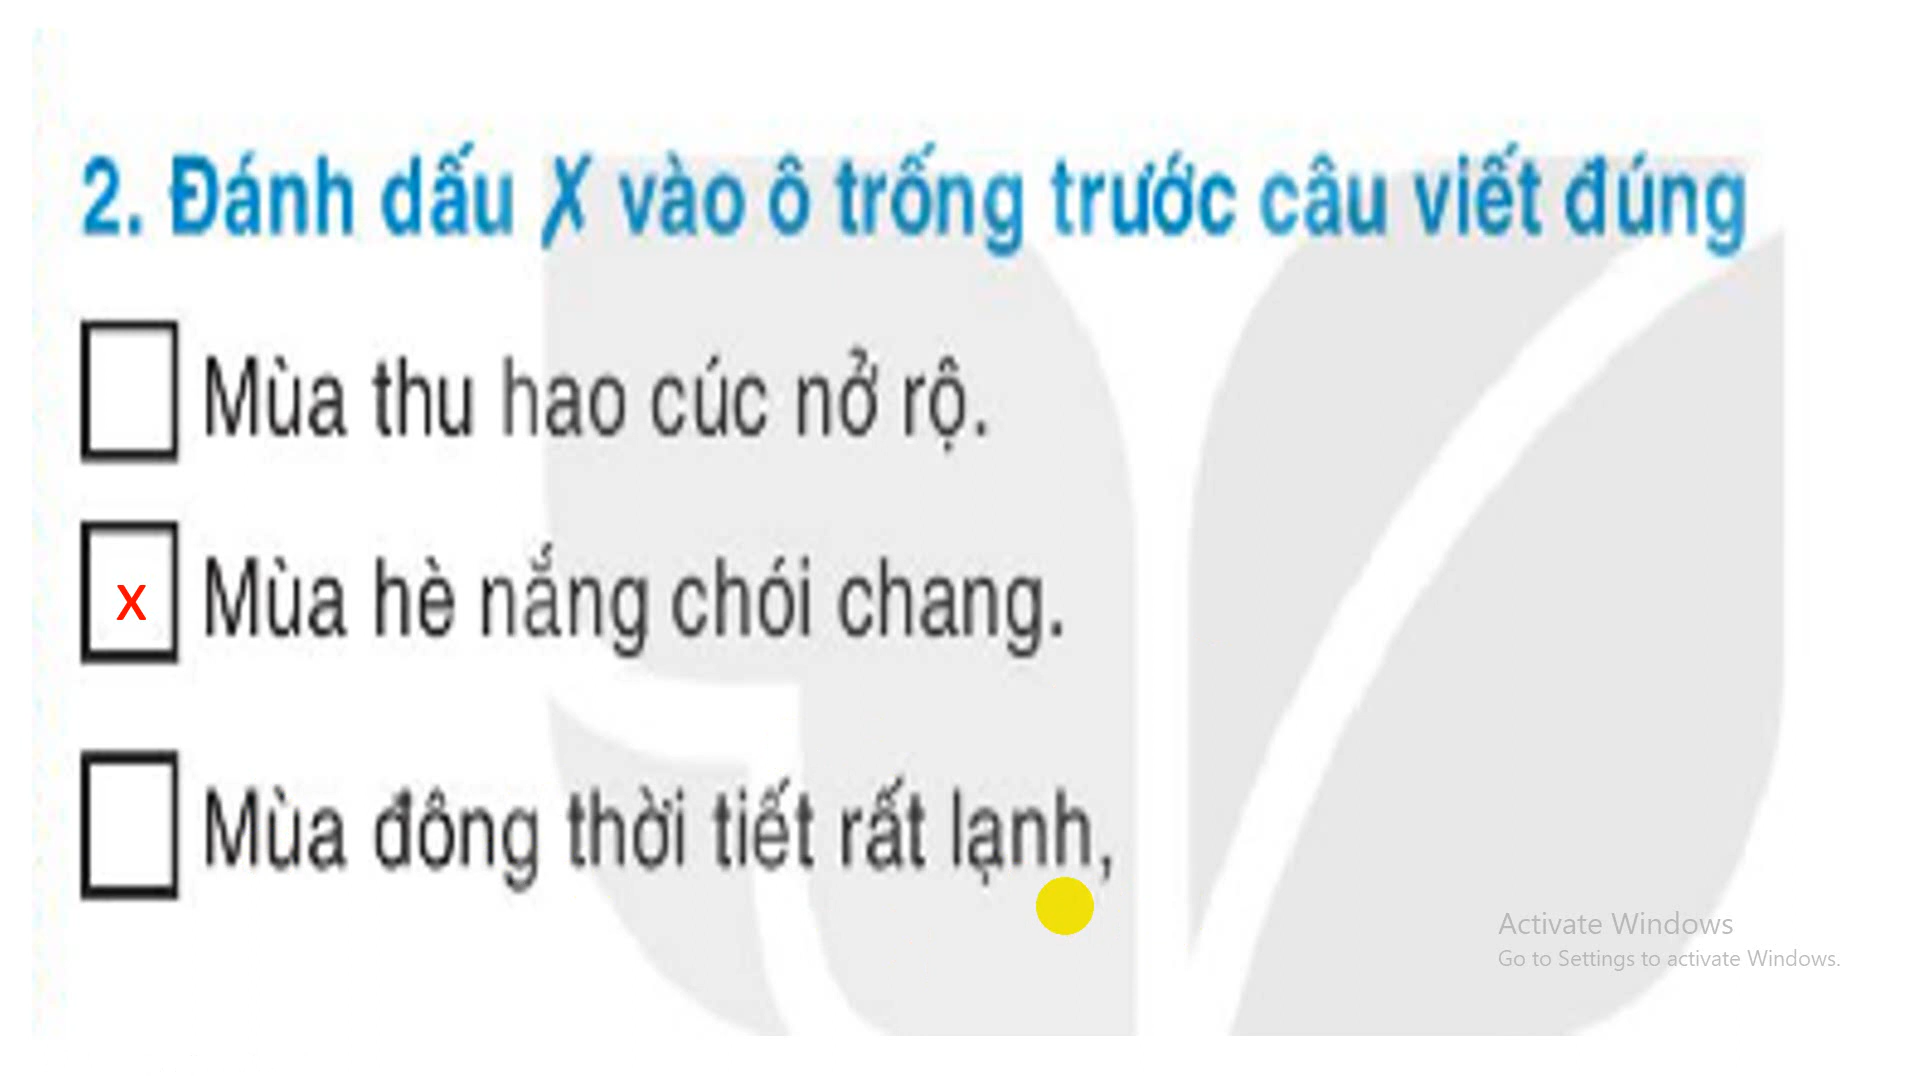 2. Đánh dấu X vào ô trống trước câu viết đúng
Mùa thu hao cúc nở rộ.
x Mùa hè nắng chói chang.
Mùa đông thời tiết rất lạnh,
Activate Windows
Go to Settings to activate Windows.